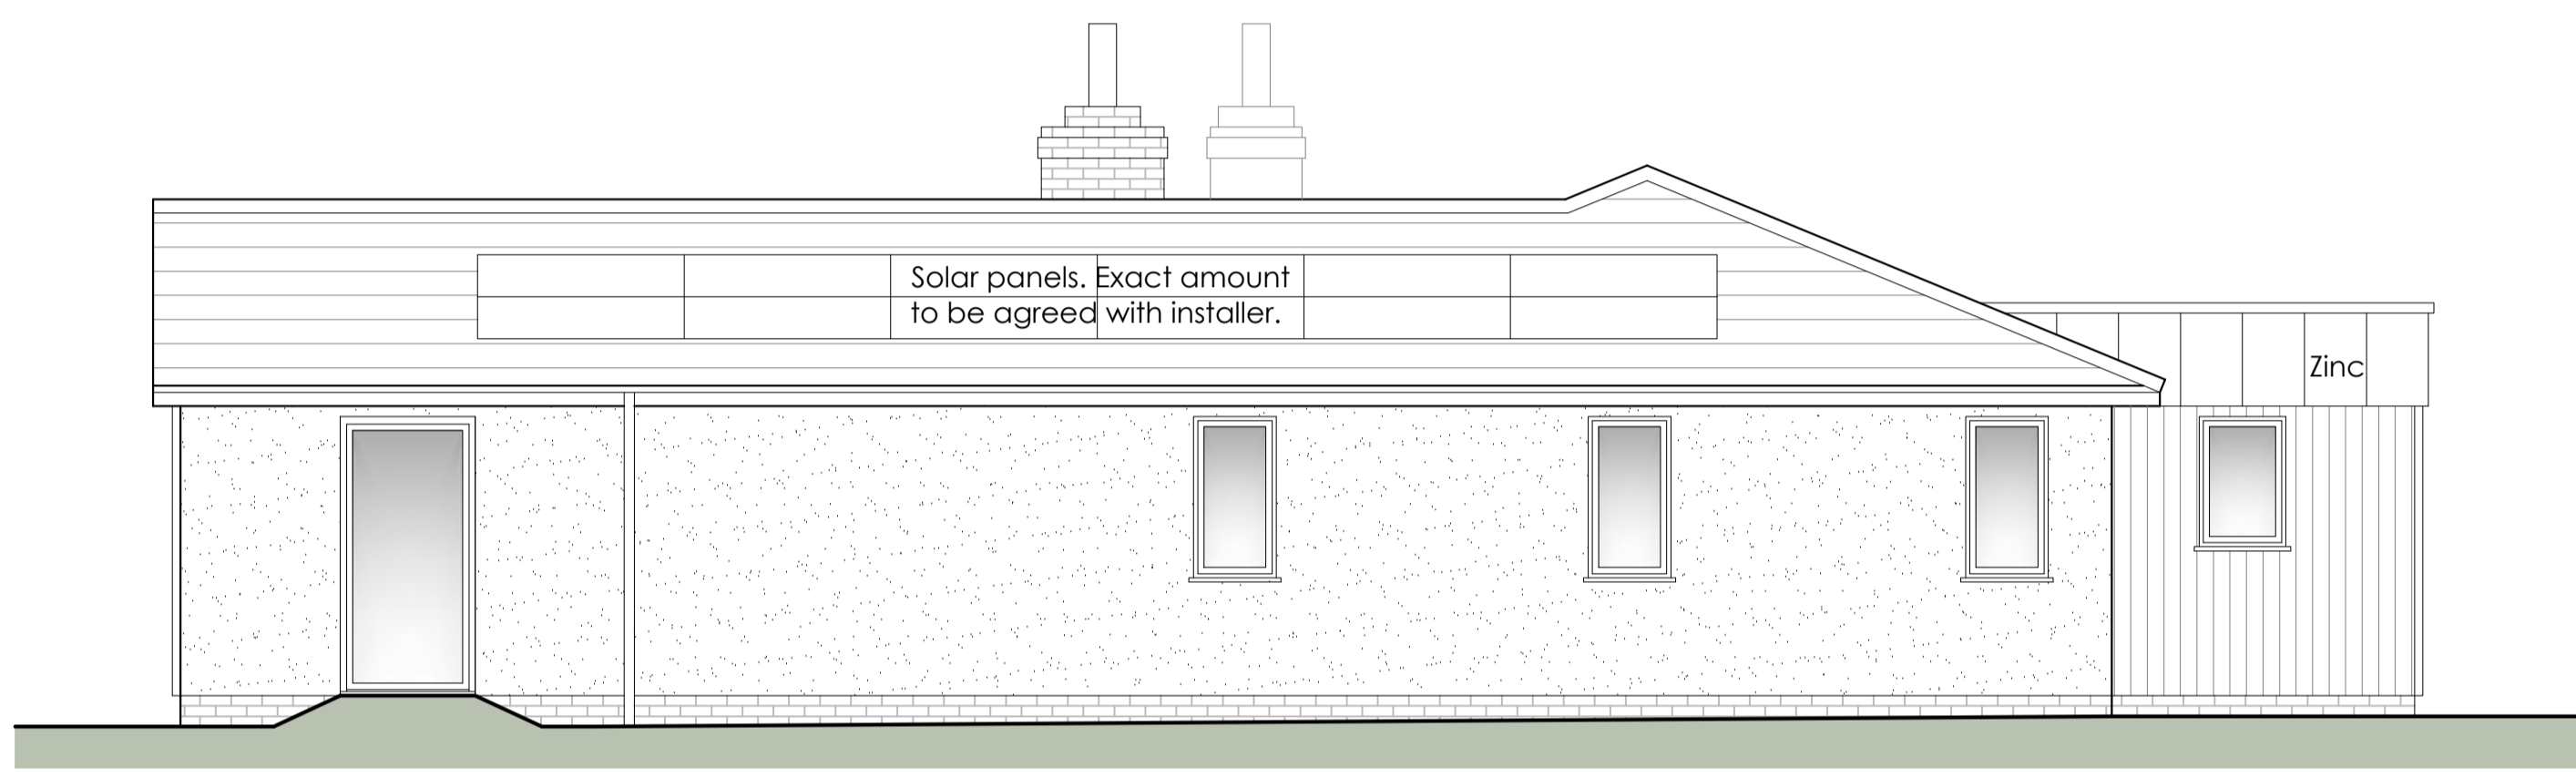 Solar panels. Exact amount
to be agreed with installer.
Zinc